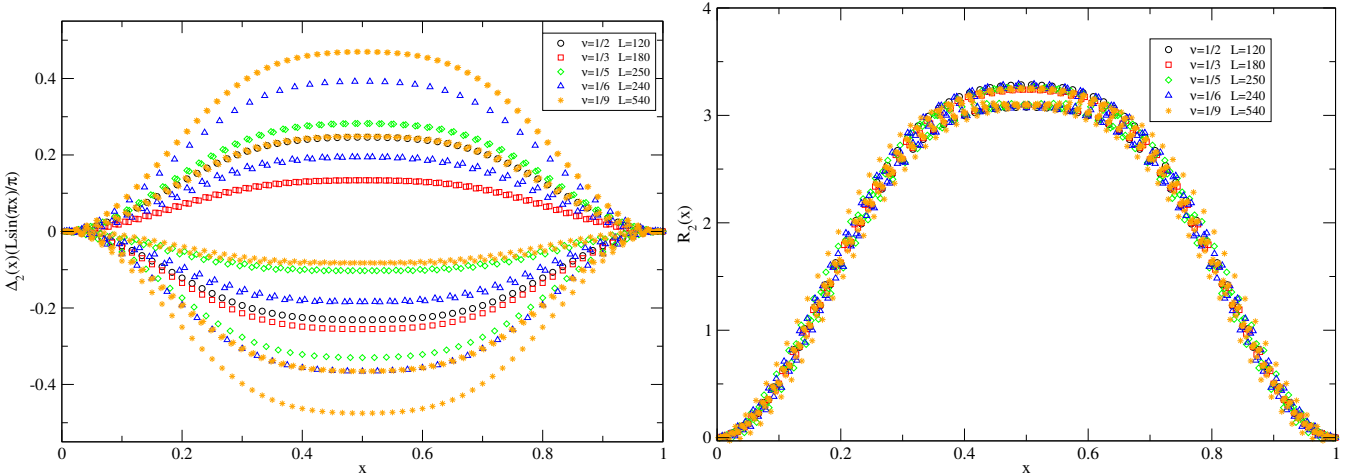 ν=1/2 L=120
ν=1/3 L=180
ν=1/5 L=250
ν=1/6 L=240
ν=1/9 L=540
0.4
0.2
0
-0.2
-0.4
Δ₂(x)(Lsin(πx)/π)
0 0.2 0.4 0.6 0.8 1
x
4
3
2
1
0
R₂(x)
ν=1/2 L=120
ν=1/3 L=180
ν=1/5 L=250
ν=1/6 L=240
ν=1/9 L=540
0 0.2 0.4 0.6 0.8 1
x